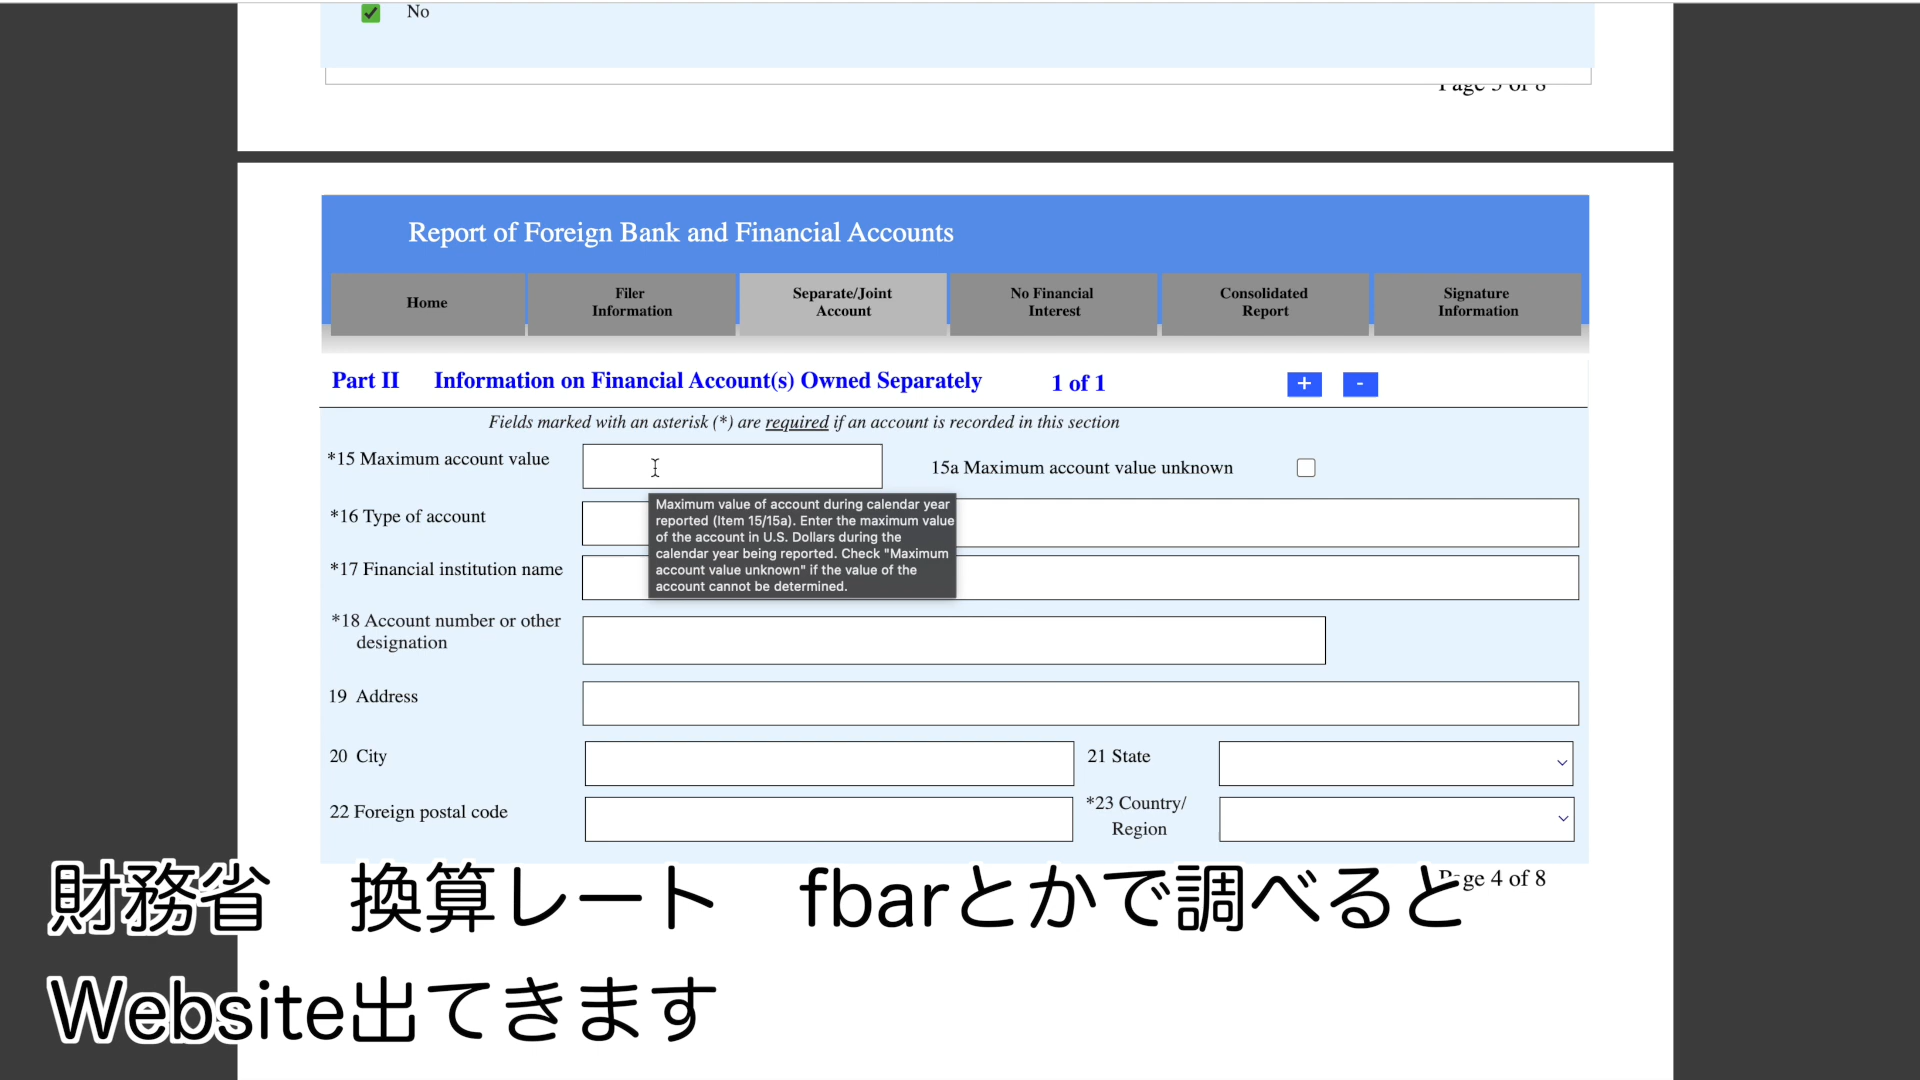 No
Page 3 of 8
Report of Foreign Bank and Financial Accounts
Home
Filer
Information
Separate/Joint
Account
No Financial
Interest
Consolidated
Report
Signature
Information
Part II Information on Financial Account(s) Owned Separately 1 of 1 + -
Fields marked with an asterisk (*) are required if an account is recorded in this section
*15 Maximum account value
15a Maximum account value unknown
Maximum value of account during calendar year
reported (Item 15/15a). Enter the maximum value
of the account in U.S. Dollars during the
calendar year being reported. Check "Maximum
account value unknown" if the value of the
account cannot be determined.
*16 Type of account
*17 Financial institution name
*18 Account number or other
designation
19 Address
20 City
21 State
22 Foreign postal code
*23 Country/
Region
Page 4 of 8
財務省　換算レート　fbarとかで調べると
Website出てきます